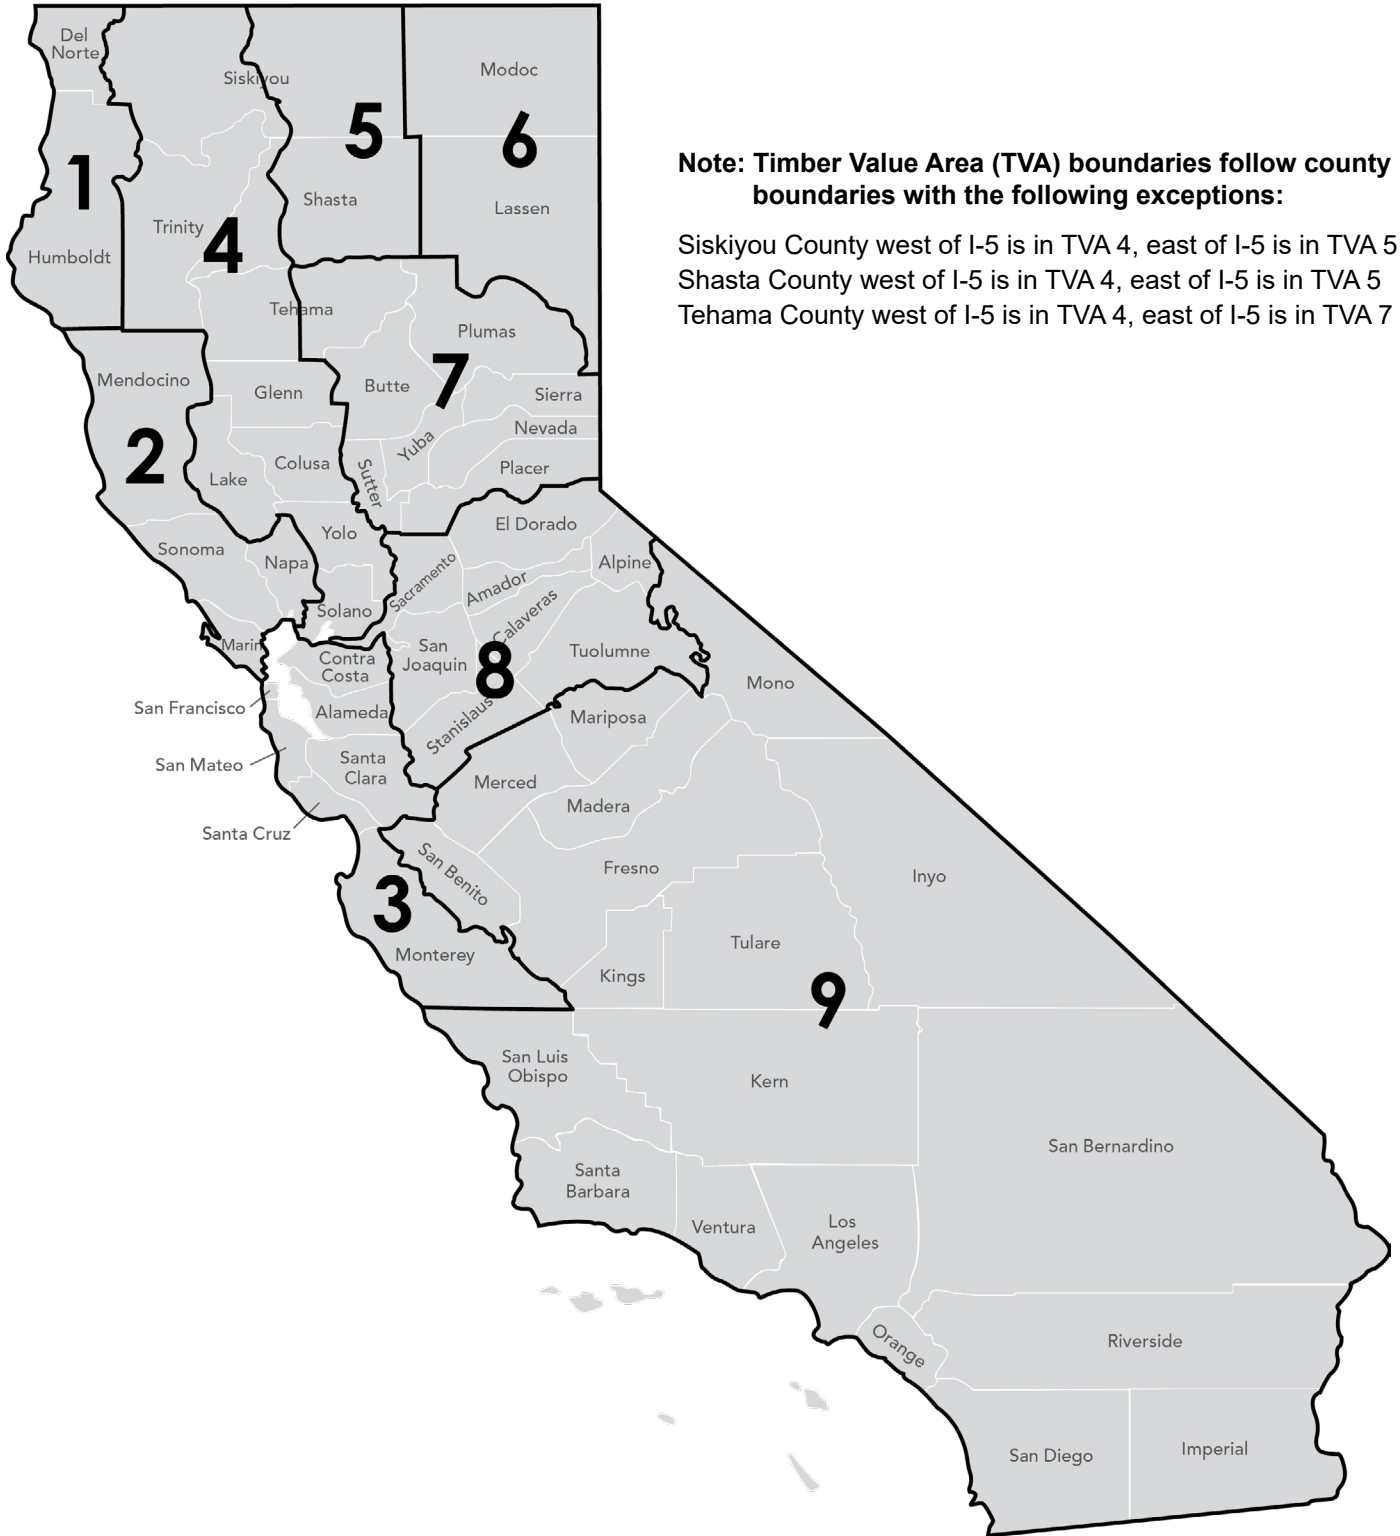 Del
Norte
Siskiyou
Modoc
5
6
1
Note: Timber Value Area (TVA) boundaries follow county
boundaries with the following exceptions:
Shasta
Lassen
Trinity
4
Humboldt
Siskiyou County west of I-5 is in TVA 4, east of I-5 is in TVA 5
Shasta County west of I-5 is in TVA 4, east of I-5 is in TVA 5
Tehama County west of I-5 is in TVA 4, east of I-5 is in TVA 7
Tehama
Plumas
Mendocino
Glenn
Butte
7
Sierra
Nevada
2
Yuba
Colusa
Placer
Lake
Sutter
El Dorado
Yolo
Sonoma
Napa
Sacramento
Amador
Alpine
Solano
Calaveras
Marin
San
Joaquin
8
Tuolumne
Contra
Costa
Mono
San Francisco
Alameda
Stanislaus
Mariposa
San Mateo
Santa
Clara
Merced
Madera
Santa Cruz
San Benito
Fresno
Inyo
3
Monterey
Tulare
Kings
9
San Luis
Obispo
Kern
San Bernardino
Santa
Barbara
Ventura
Los
Angeles
Orange
Riverside
San Diego
Imperial